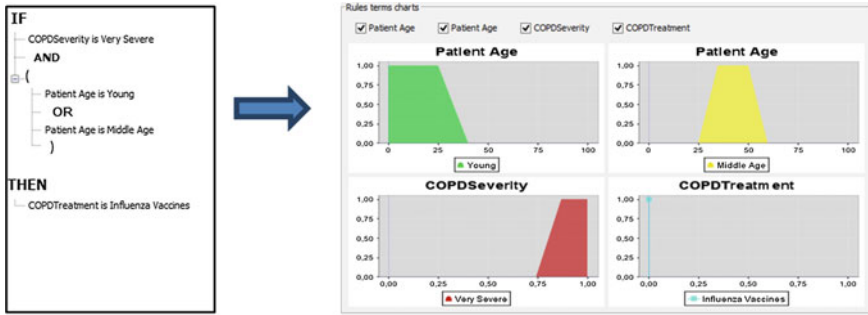 IF
COPDSeverity is Very Severe
AND
(
Patient Age is Young
OR
Patient Age is Middle Age
)
THEN
COPDTreatment is Influenza Vaccines
Rules terms charts
Patient Age Patient Age COPDSeverity COPDTreatment
Patient Age
1,00
0,75
0,50
0,25
0,00
0 25 50 75 100
Young
Patient Age
1,00
0,75
0,50
0,25
0,00
0 25 50 75 100
Middle Age
COPDSeverity
1,00
0,75
0,50
0,25
0,00
0,00 0,25 0,50 0,75 1,00
Very Severe
COPDTreatment
1,00
0,75
0,50
0,25
0,00
0,00 0,25 0,50 0,75 1,00
Influenza Vaccines